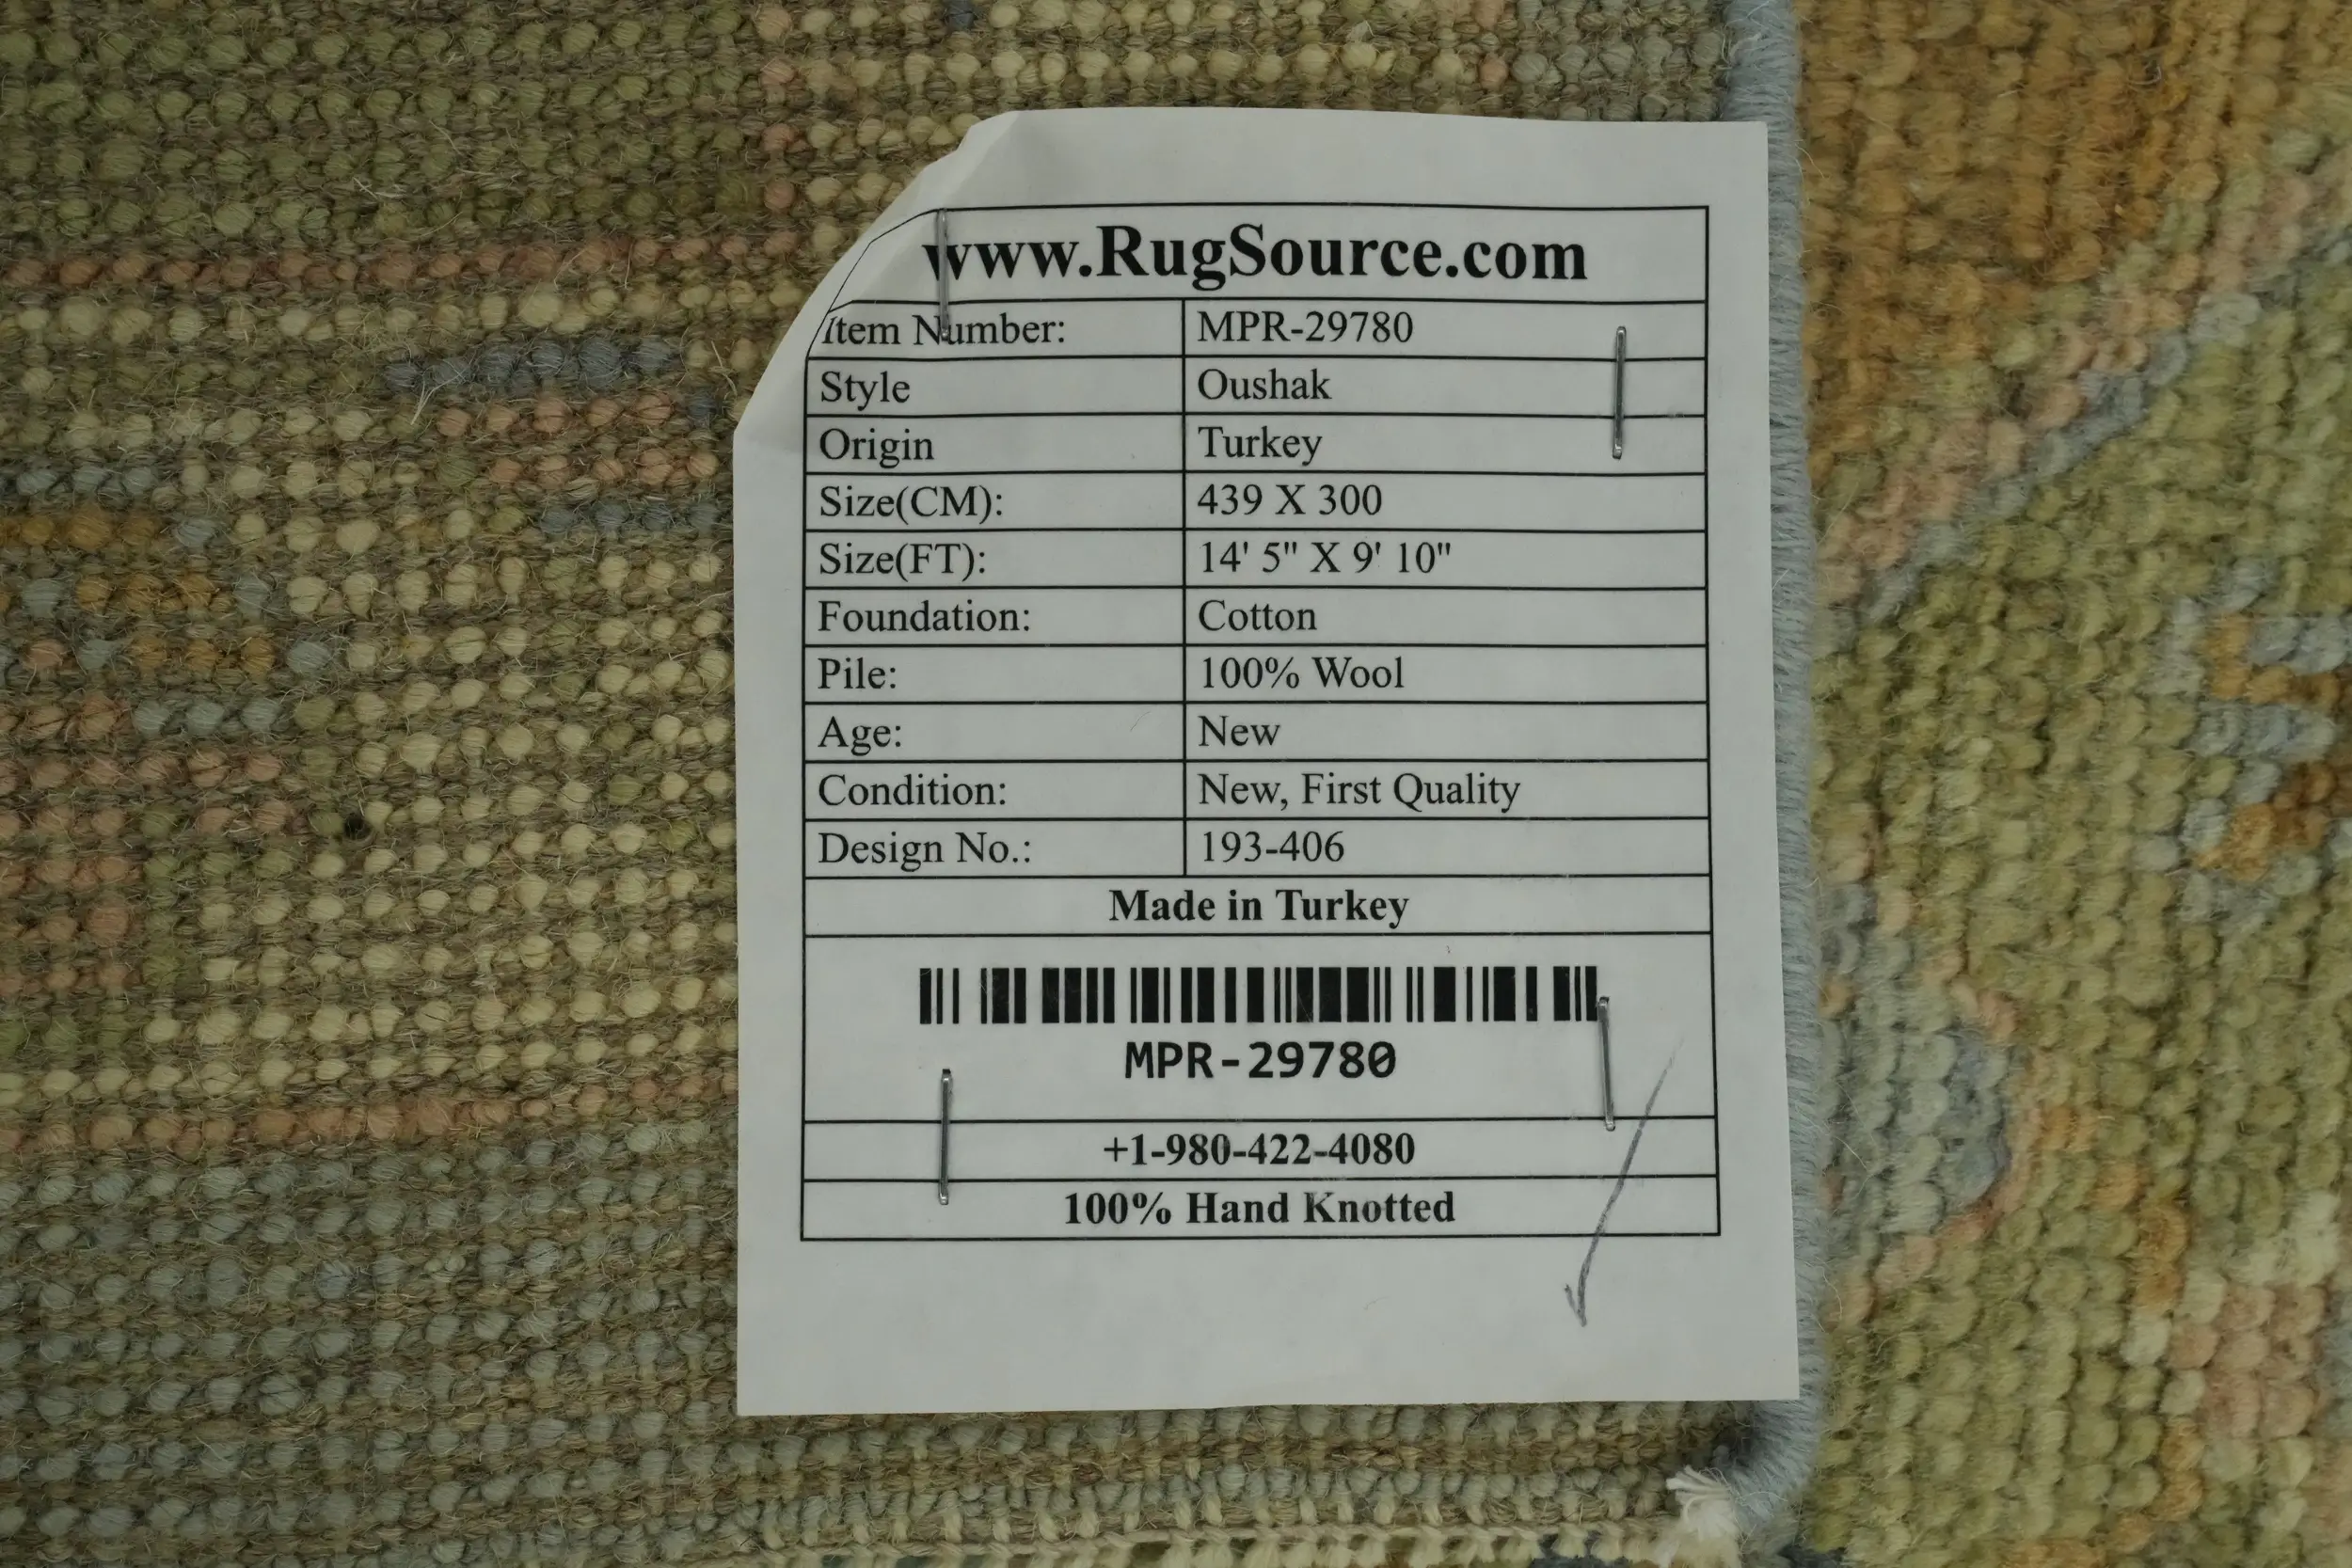 www.RugSource.com
Item Number: MPR-29780
Style Oushak
Origin Turkey
Size(CM): 439 X 300
Size(FT): 14' 5" X 9' 10"
Foundation: Cotton
Pile: 100% Wool
Age: New
Condition: New, First Quality
Design No.: 193-406
Made in Turkey
MPR-29780
+1-980-422-4080
100% Hand Knotted